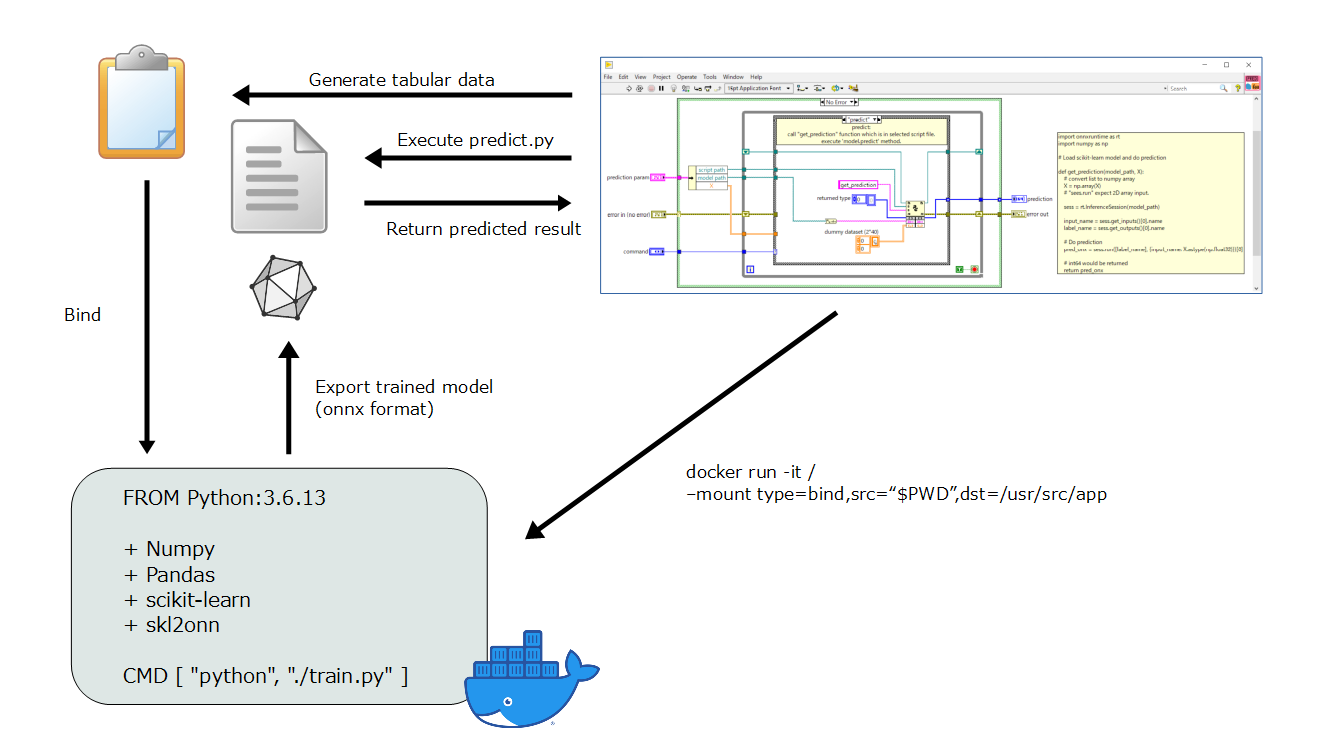 Generate tabular data
Execute predict.py
Return predicted result
Bind
Export trained model
(onnx format)
File Edit View Project Operate Tools Window Help
16pt Application Font
Search
No Error
"predict"
predict:
call "get_prediction" function which is in selected script file.
execute 'model.predict' method.
prediction param
script path
model path
X
get_prediction
returned type
prediction
error in (no error)
error out
dummy dataset (2*40)
command
import onnxruntime as rt
import numpy as np
# Load scikit-learn model and do prediction
def get_prediction(model_path, X):
# convert list to numpy array
X = np.array(X)
# "sess.run" expect 2D array input.
sess = rt.InferenceSession(model_path)
input_name = sess.get_inputs()[0].name
label_name = sess.get_outputs()[0].name
# Do prediction
pred_onx = sess.run([label_name], {input_name: X.astype(np.float32)})[0]
# int64 would be returned
return pred_onx
docker run -it /
–mount type=bind,src=“$PWD”,dst=/usr/src/app
FROM Python:3.6.13
+ Numpy
+ Pandas
+ scikit-learn
+ skl2onn
CMD [ "python", "./train.py" ]